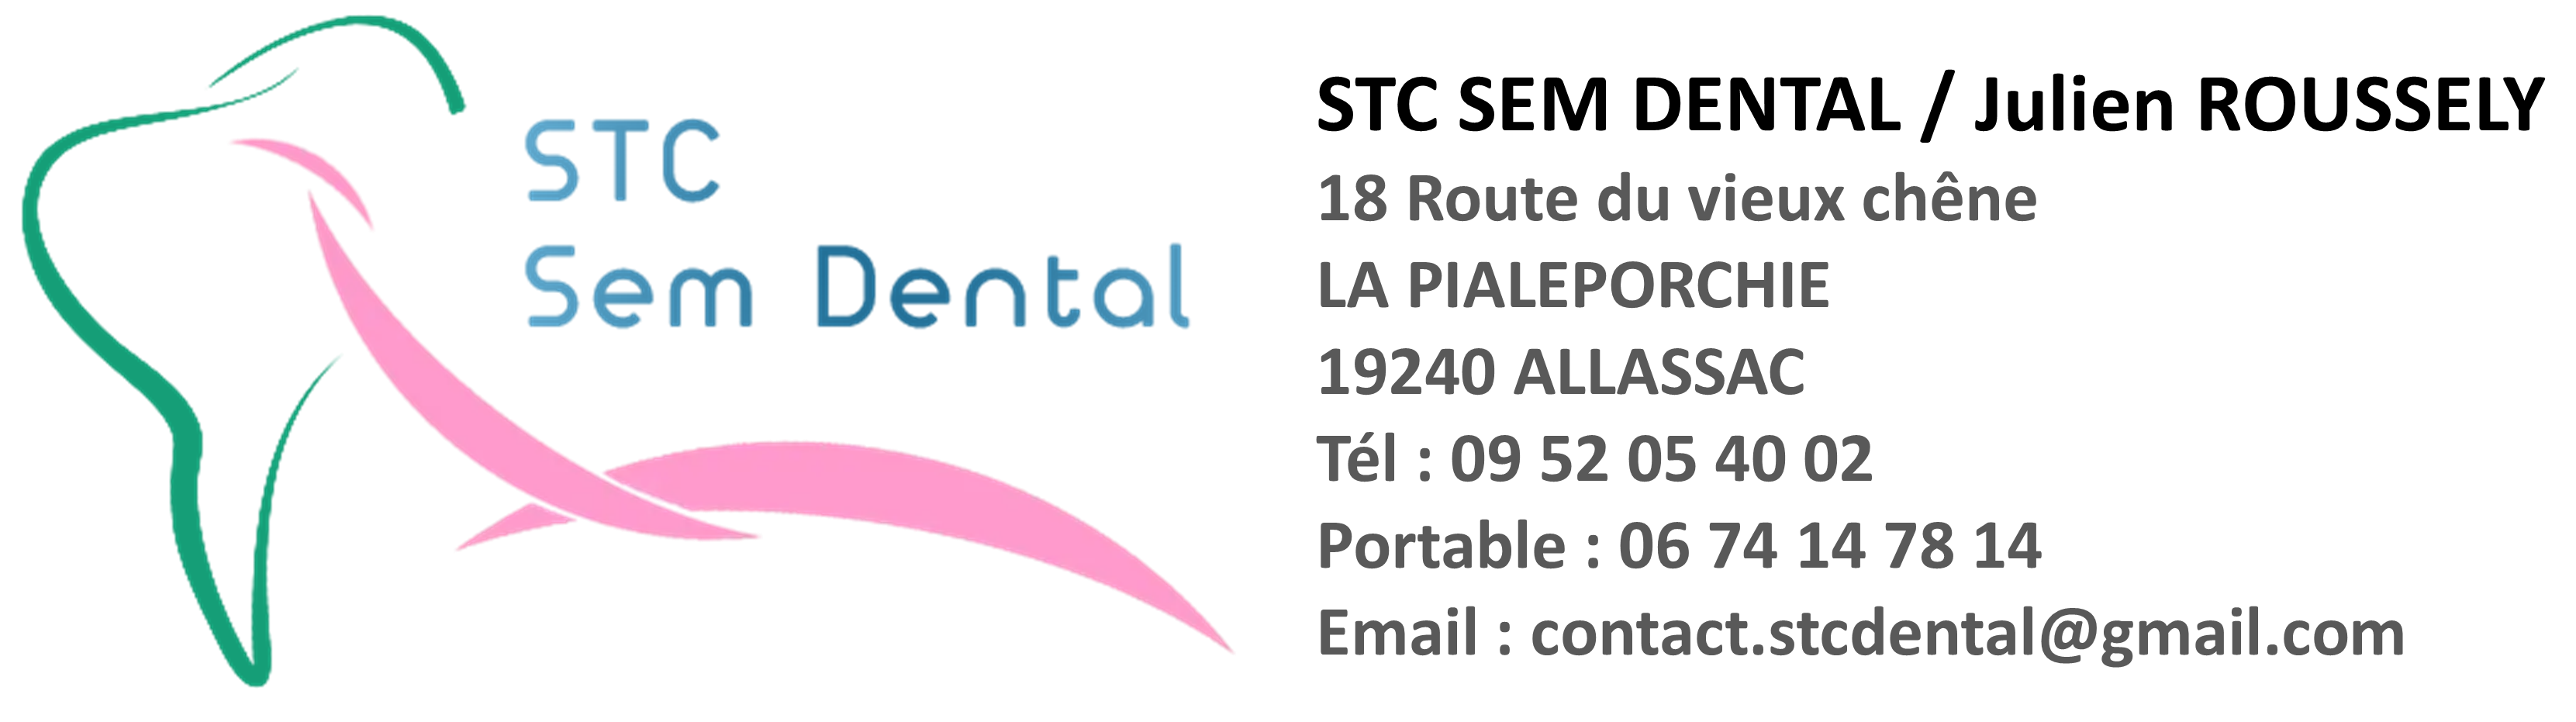 STC
Sem Dental
STC SEM DENTAL / Julien ROUSSELY
18 Route du vieux chêne
LA PIALEPORCHIE
19240 ALLASSAC
Tél : 09 52 05 40 02
Portable : 06 74 14 78 14
Email : contact.stcdental@gmail.com